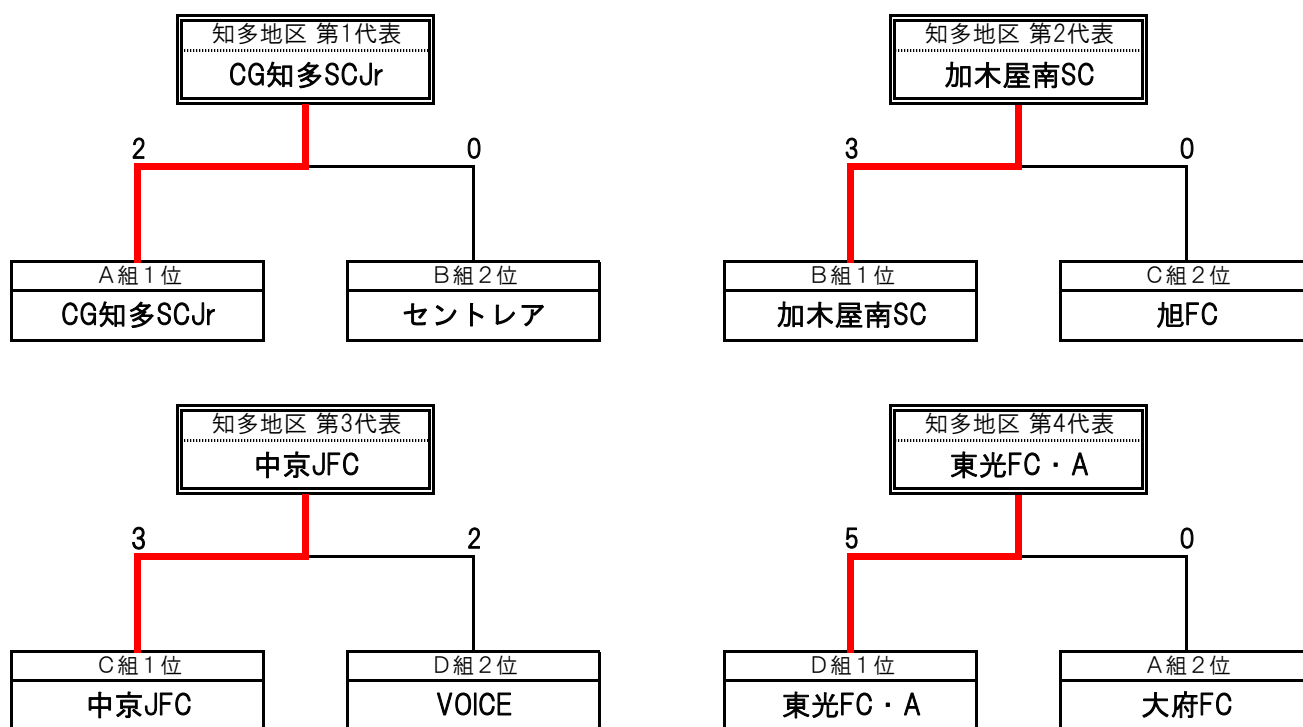 知多地区 第1代表
CG知多SCJr
2 0
A組1位 B組2位
CG知多SCJr セントレア
知多地区 第2代表
加木屋南SC
3 0
B組1位 C組2位
加木屋南SC 旭FC
知多地区 第3代表
中京JFC
3 2
C組1位 D組2位
中京JFC VOICE
知多地区 第4代表
東光FC・A
5 0
D組1位 A組2位
東光FC・A 大府FC